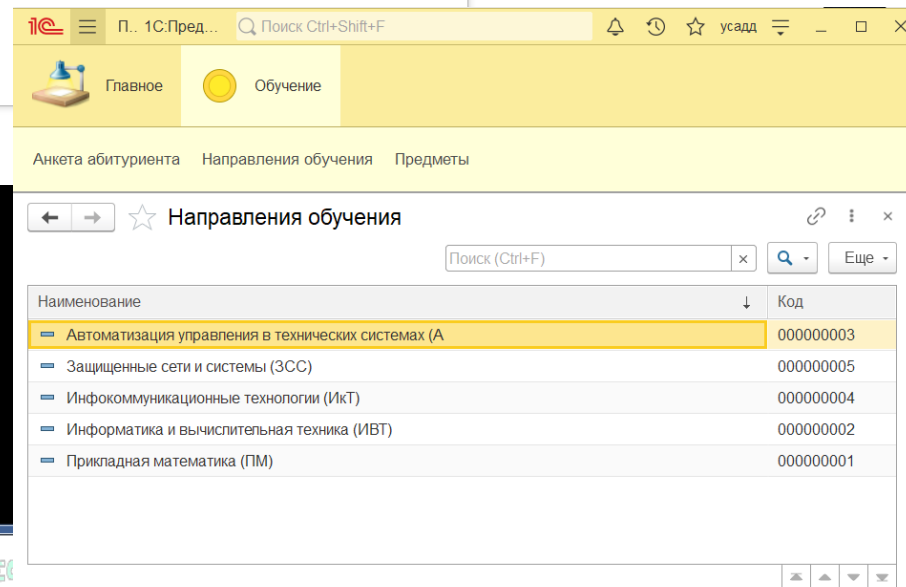 1С П.. 1С:Пред... Поиск Ctrl+Shift+F усадд
Главное Обучение
Анкета абитуриента Направления обучения Предметы
Направления обучения
Поиск (Ctrl+F) × Еще
Наименование ↓ Код
Автоматизация управления в технических системах (А 000000003
Защищенные сети и системы (ЗСС) 000000005
Инфокоммуникационные технологии (ИкТ) 000000004
Информатика и вычислительная техника (ИВТ) 000000002
Прикладная математика (ПМ) 000000001